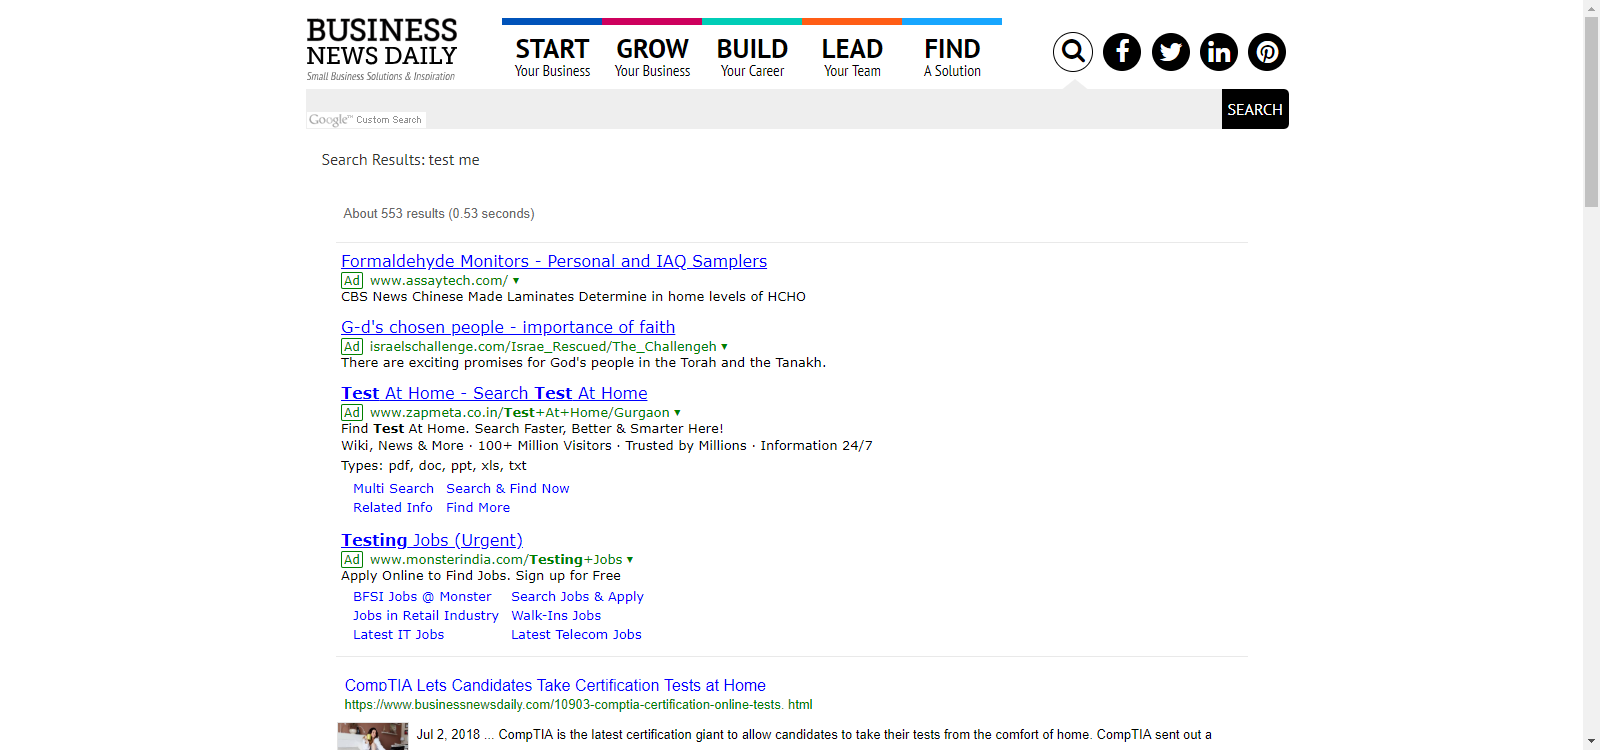 BUSINESS
NEWS DAILY
Small Business Solutions & Inspiration
START
Your Business
GROW
Your Business
BUILD
Your Career
LEAD
Your Team
FIND
A Solution
Google™ Custom Search
SEARCH
Search Results: test me
About 553 results (0.53 seconds)
Formaldehyde Monitors - Personal and IAQ Samplers
Ad www.assaytech.com/
CBS News Chinese Made Laminates Determine in home levels of HCHO
G-d's chosen people - importance of faith
Ad israelschallenge.com/Israe_Rescued/The_Challengeh
There are exciting promises for God's people in the Torah and the Tanakh.
Test At Home - Search Test At Home
Ad www.zapmeta.co.in/Test+At+Home/Gurgaon
Find Test At Home. Search Faster, Better & Smarter Here!
Wiki, News & More · 100+ Million Visitors · Trusted by Millions · Information 24/7
Types: pdf, doc, ppt, xls, txt
Multi Search Search & Find Now
Related Info Find More
Testing Jobs (Urgent)
Ad www.monsterindia.com/Testing+Jobs
Apply Online to Find Jobs. Sign up for Free
BFSI Jobs @ Monster Search Jobs & Apply
Jobs in Retail Industry Walk-Ins Jobs
Latest IT Jobs Latest Telecom Jobs
CompTIA Lets Candidates Take Certification Tests at Home
https://www.businessnewsdaily.com/10903-comptia-certification-online-tests. html
Jul 2, 2018 ... CompTIA is the latest certification giant to allow candidates to take their tests from the comfort of home. CompTIA sent out a